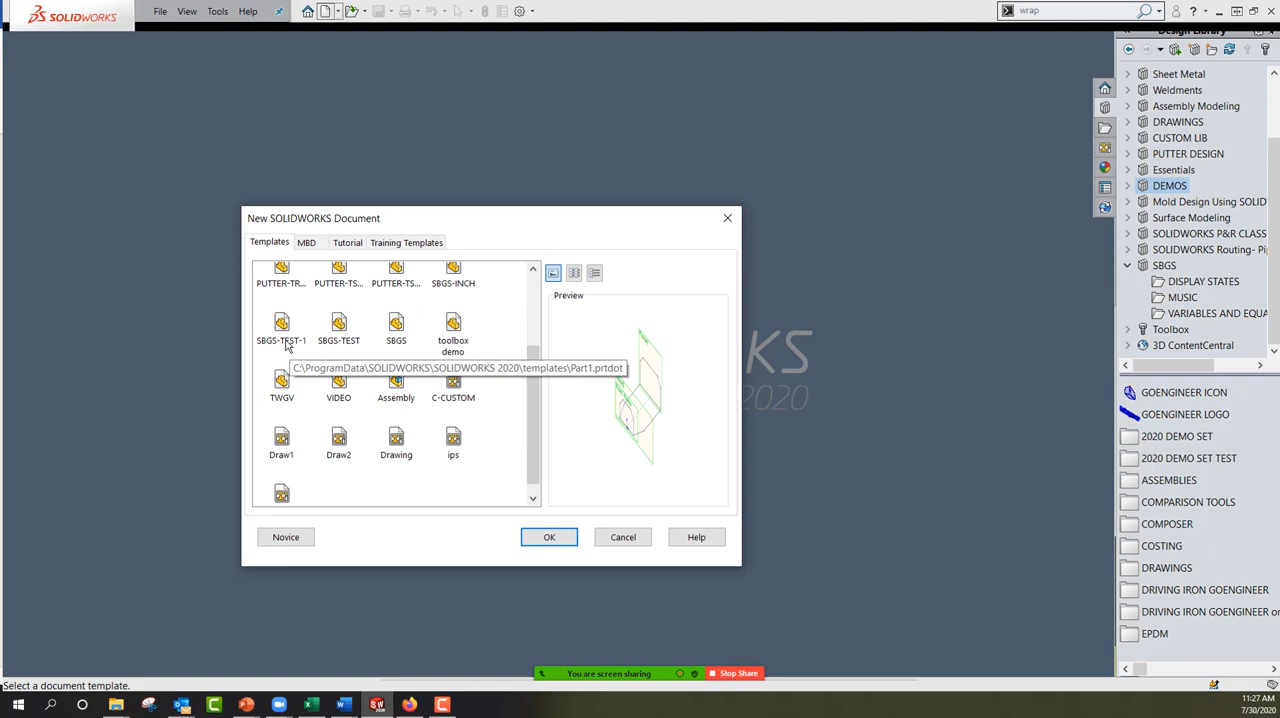 SOLIDWORKS
File View Tools Help
wrap
Design Library
Sheet Metal
Weldments
Assembly Modeling
DRAWINGS
CUSTOM LIB
PUTTER DESIGN
Essentials
DEMOS
Mold Design Using SOLID
Surface Modeling
SOLIDWORKS P&R CLASS
SOLIDWORKS Routing- Pi
SBGS
DISPLAY STATES
MUSIC
VARIABLES AND EQUA
Toolbox
3D ContentCentral
GOENGINEER ICON
GOENGINEER LOGO
2020 DEMO SET
2020 DEMO SET TEST
ASSEMBLIES
COMPARISON TOOLS
COMPOSER
COSTING
DRAWINGS
DRIVING IRON GOENGINEER
DRIVING IRON GOENGINEER or
EPDM
New SOLIDWORKS Document
Templates MBD Tutorial Training Templates
PUTTER-TR... PUTTER-TS... PUTTER-TS... SBGS-INCH
SBGS-TEST-1 SBGS-TEST SBGS toolbox
demo
C:\ProgramData\SOLIDWORKS\SOLIDWORKS 2020\templates\Part1.prtdot
TWGV VIDEO Assembly C-CUSTOM
Draw1 Draw2 Drawing ips
Preview
Novice OK Cancel Help
KS
2020
You are screen sharing Stop Share
Select a document template.
11:27 AM
7/30/2020